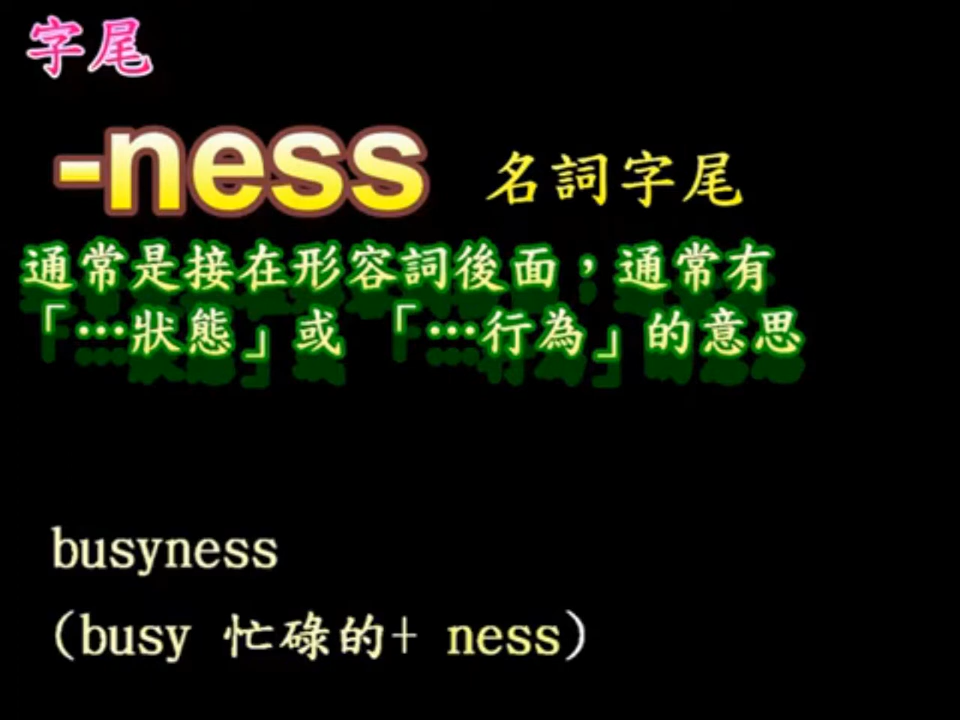 字尾
-ness 名詞字尾
通常是接在形容詞後面，通常有
「…狀態」或 「…行為」的意思
busyness
(busy 忙碌的+ ness)